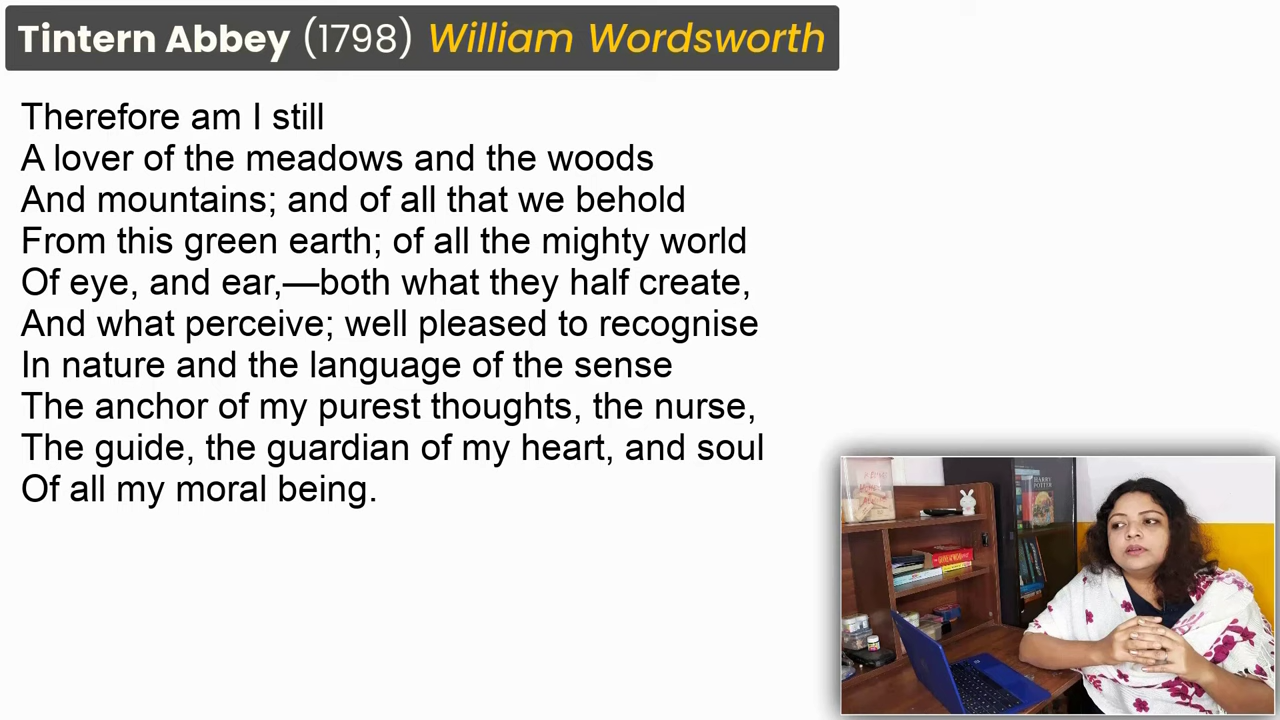 Tintern Abbey (1798) William Wordsworth
Therefore am I still
A lover of the meadows and the woods
And mountains; and of all that we behold
From this green earth; of all the mighty world
Of eye, and ear,—both what they half create,
And what perceive; well pleased to recognise
In nature and the language of the sense
The anchor of my purest thoughts, the nurse,
The guide, the guardian of my heart, and soul
Of all my moral being.
HARRY
POTTER